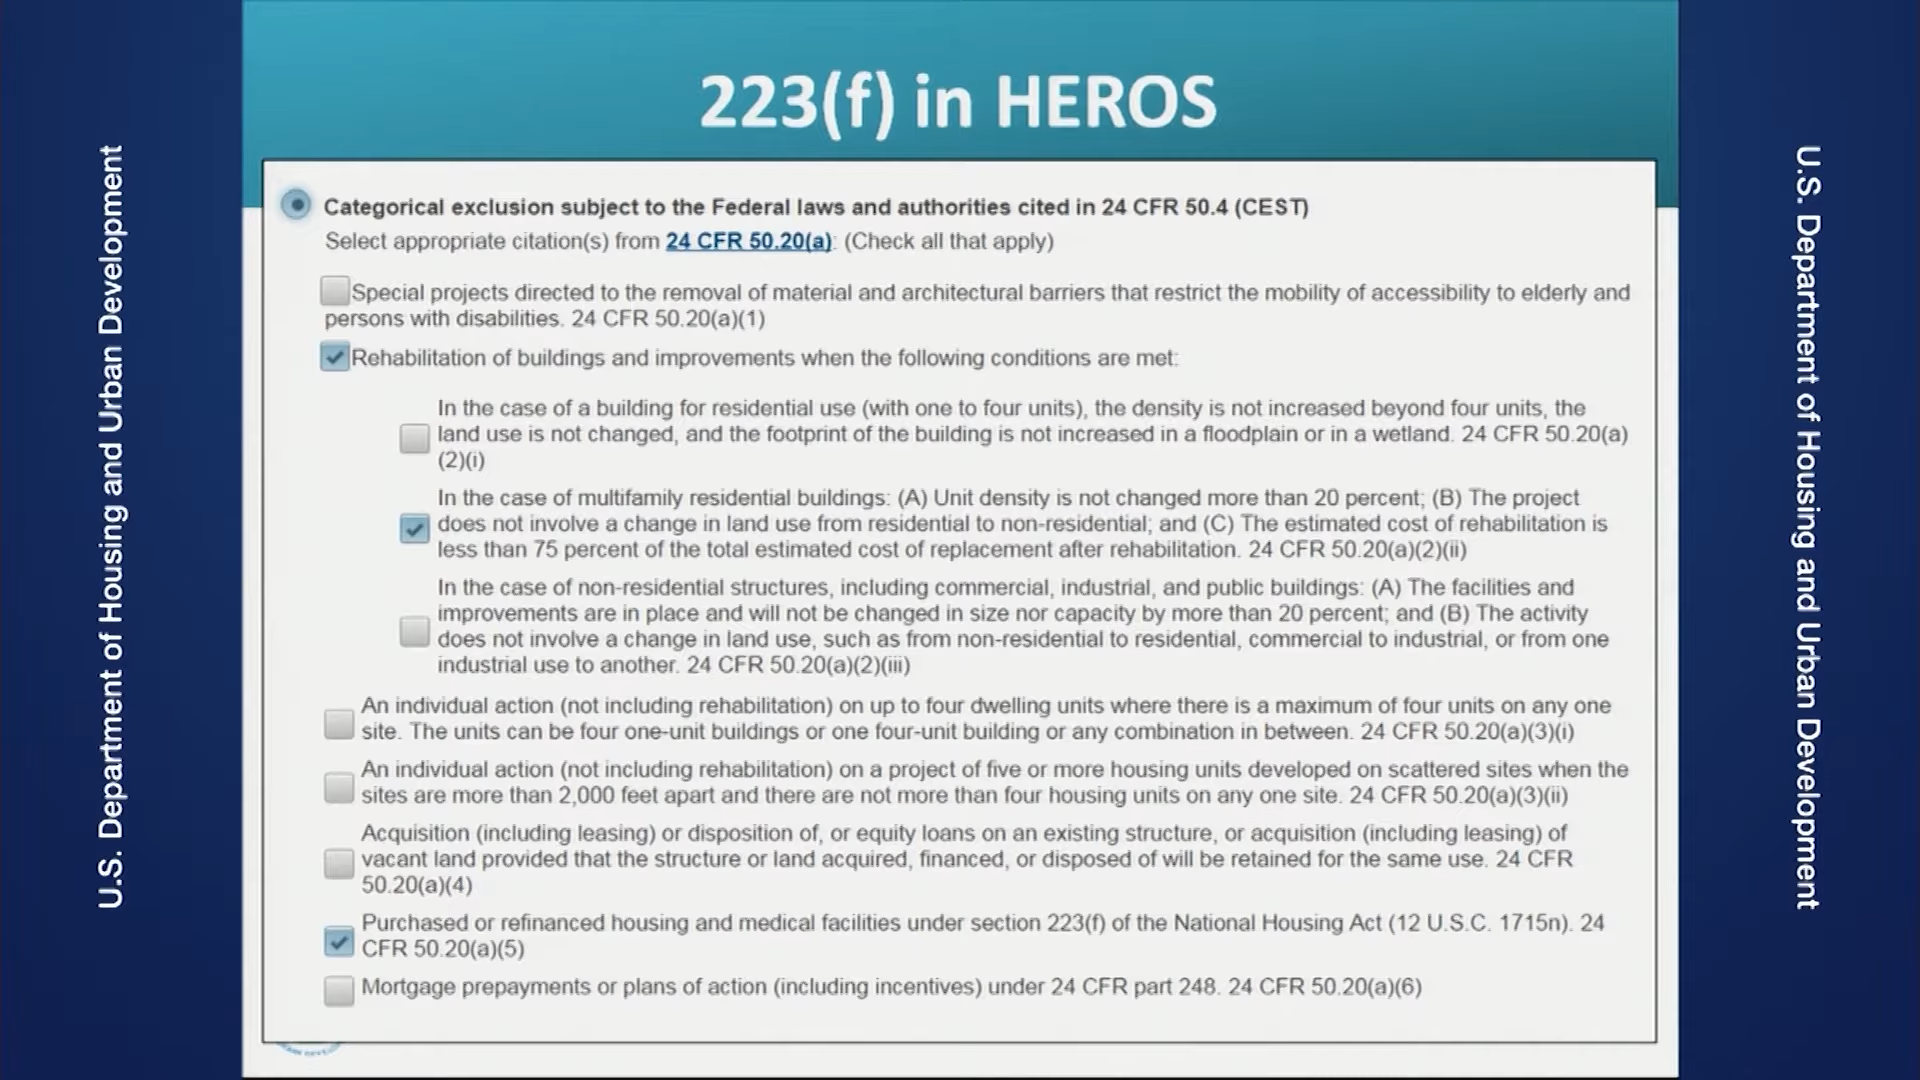 223(f) in HEROS
U.S. Department of Housing and Urban Development
Categorical exclusion subject to the Federal laws and authorities cited in 24 CFR 50.4 (CEST)
Select appropriate citation(s) from 24 CFR 50.20(a): (Check all that apply)
Special projects directed to the removal of material and architectural barriers that restrict the mobility of accessibility to elderly and
persons with disabilities. 24 CFR 50.20(a)(1)
Rehabilitation of buildings and improvements when the following conditions are met:
In the case of a building for residential use (with one to four units), the density is not increased beyond four units, the
land use is not changed, and the footprint of the building is not increased in a floodplain or in a wetland. 24 CFR 50.20(a)
(2)(i)
In the case of multifamily residential buildings: (A) Unit density is not changed more than 20 percent; (B) The project
does not involve a change in land use from residential to non-residential; and (C) The estimated cost of rehabilitation is
less than 75 percent of the total estimated cost of replacement after rehabilitation. 24 CFR 50.20(a)(2)(ii)
In the case of non-residential structures, including commercial, industrial, and public buildings: (A) The facilities and
improvements are in place and will not be changed in size nor capacity by more than 20 percent; and (B) The activity
does not involve a change in land use, such as from non-residential to residential, commercial to industrial, or from one
industrial use to another. 24 CFR 50.20(a)(2)(iii)
An individual action (not including rehabilitation) on up to four dwelling units where there is a maximum of four units on any one
site. The units can be four one-unit buildings or one four-unit building or any combination in between. 24 CFR 50.20(a)(3)(i)
An individual action (not including rehabilitation) on a project of five or more housing units developed on scattered sites when the
sites are more than 2,000 feet apart and there are not more than four housing units on any one site. 24 CFR 50.20(a)(3)(ii)
Acquisition (including leasing) or disposition of, or equity loans on an existing structure, or acquisition (including leasing) of
vacant land provided that the structure or land acquired, financed, or disposed of will be retained for the same use. 24 CFR
50.20(a)(4)
Purchased or refinanced housing and medical facilities under section 223(f) of the National Housing Act (12 U.S.C. 1715n). 24
CFR 50.20(a)(5)
Mortgage prepayments or plans of action (including incentives) under 24 CFR part 248. 24 CFR 50.20(a)(6)
U.S. Department of Housing and Urban Development